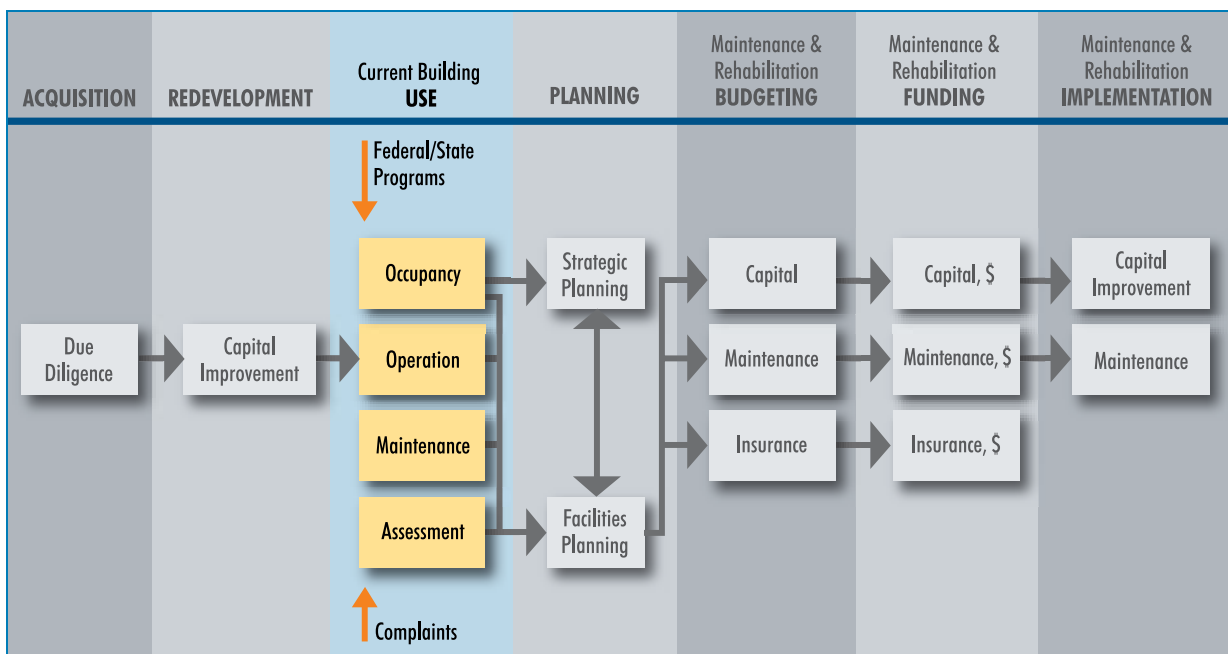 ACQUISITION
REDEVELOPMENT
Current Building
USE
PLANNING
Maintenance &
Rehabilitation
BUDGETING
Maintenance &
Rehabilitation
FUNDING
Maintenance &
Rehabilitation
IMPLEMENTATION
Federal/State
Programs
Due
Diligence
Capital
Improvement
Occupancy
Operation
Maintenance
Assessment
Complaints
Strategic
Planning
Facilities
Planning
Capital
Maintenance
Insurance
Capital, $
Maintenance, $
Insurance, $
Capital
Improvement
Maintenance